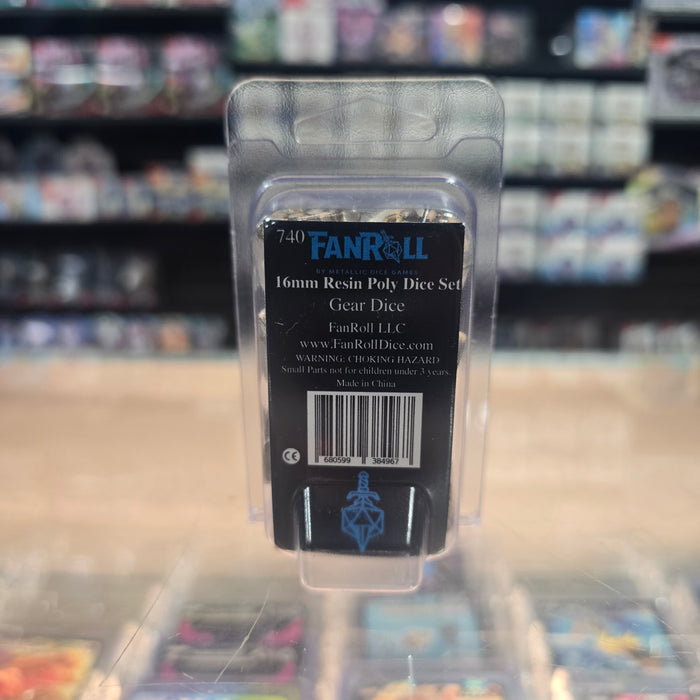 740 FANROLL
BY METALLIC DICE GAMES
16mm Resin Poly Dice Set
Gear Dice
FanRoll LLC
www.FanRollDice.com
WARNING: CHOKING HAZARD
Small Parts not for children under 3 years.
Made in China
CE
680599 384967